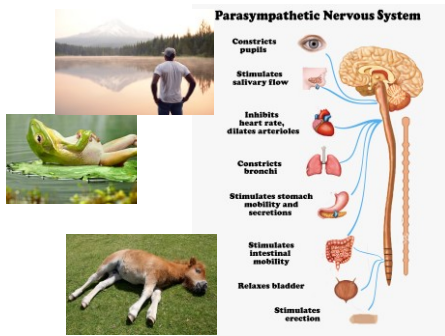 Parasympathetic Nervous System
Constricts
pupils
Stimulates
salivary flow
Inhibits
heart rate,
dilates arterioles
Constricts
bronchi
Stimulates stomach
mobility and
secretions
Stimulates
intestinal
mobility
Relaxes bladder
Stimulates
erection